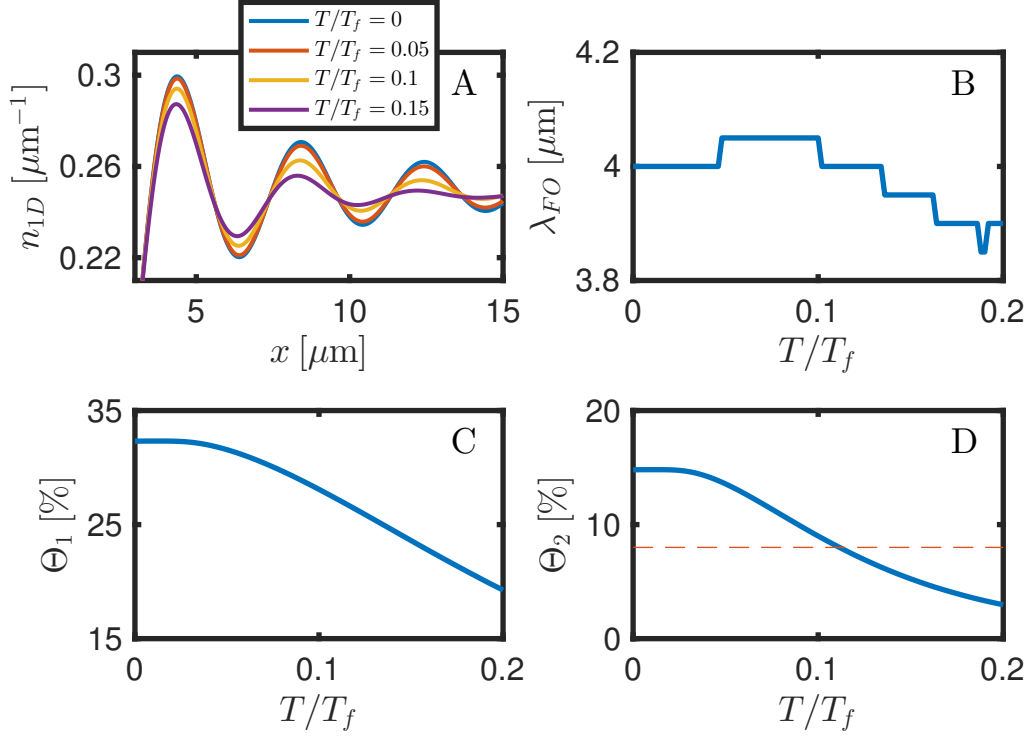 T/T_f = 0
T/T_f = 0.05
T/T_f = 0.1
T/T_f = 0.15
A
0.3
0.26
0.22
n_{1D} [μm⁻¹]
5
10
15
x [μm]
B
4.2
4
3.8
λ_{FO} [μm]
0
0.1
0.2
T/T_f
C
35
25
15
Θ_1 [%]
0
0.1
0.2
T/T_f
D
20
10
0
Θ_2 [%]
0
0.1
0.2
T/T_f